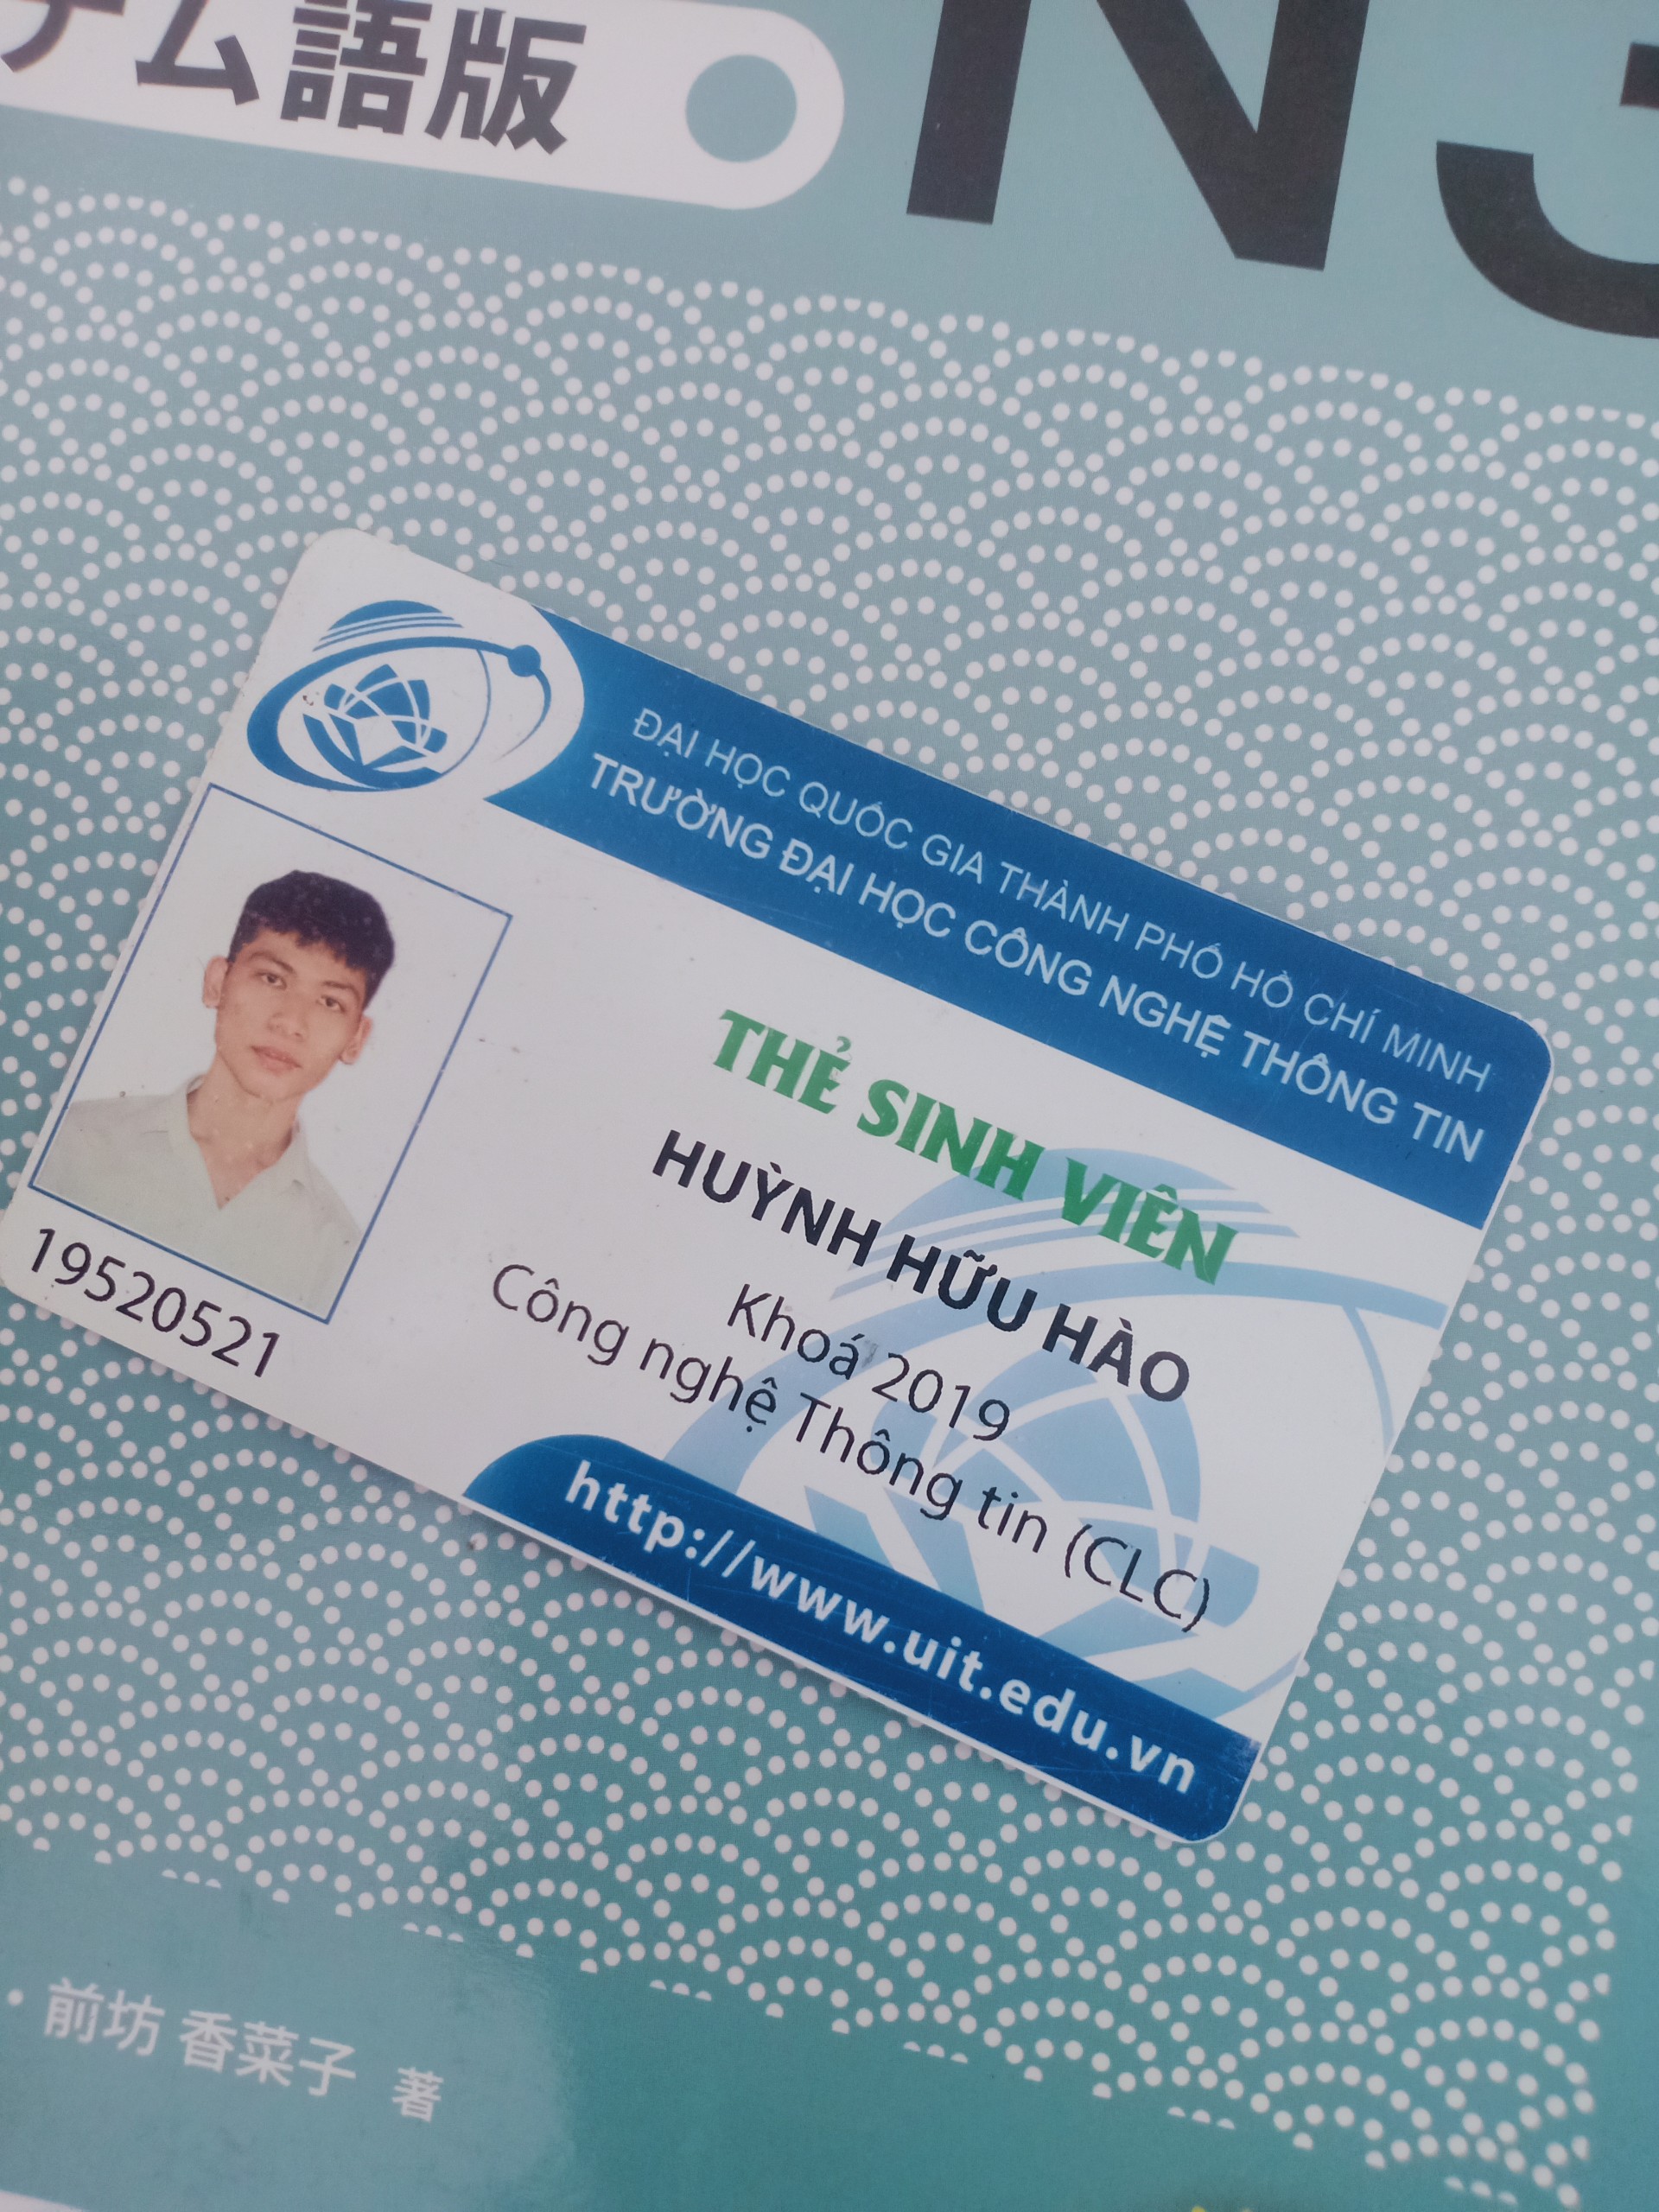 ナム語版
N3
ĐẠI HỌC QUỐC GIA THÀNH PHỐ HỒ CHÍ MINH
TRƯỜNG ĐẠI HỌC CÔNG NGHỆ THÔNG TIN
THẺ SINH VIÊN
HUỲNH HỮU HÀO
Khoá 2019
Công nghệ Thông tin (CLC)
19520521
http://www.uit.edu.vn
・前坊 香菜子 著